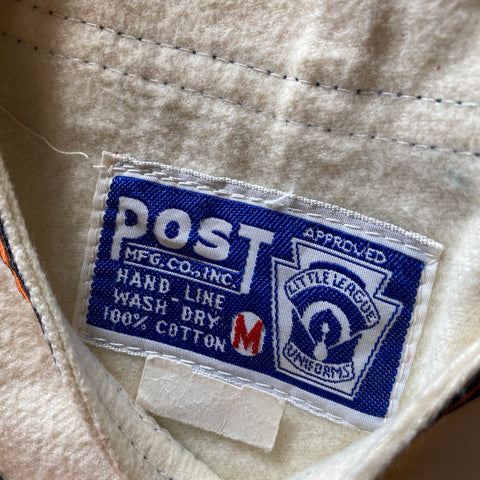 POST
MFG. CO., INC.
HAND - LINE
WASH - DRY
100% COTTON
M
APPROVED
LITTLE LEAGUE
UNIFORMS